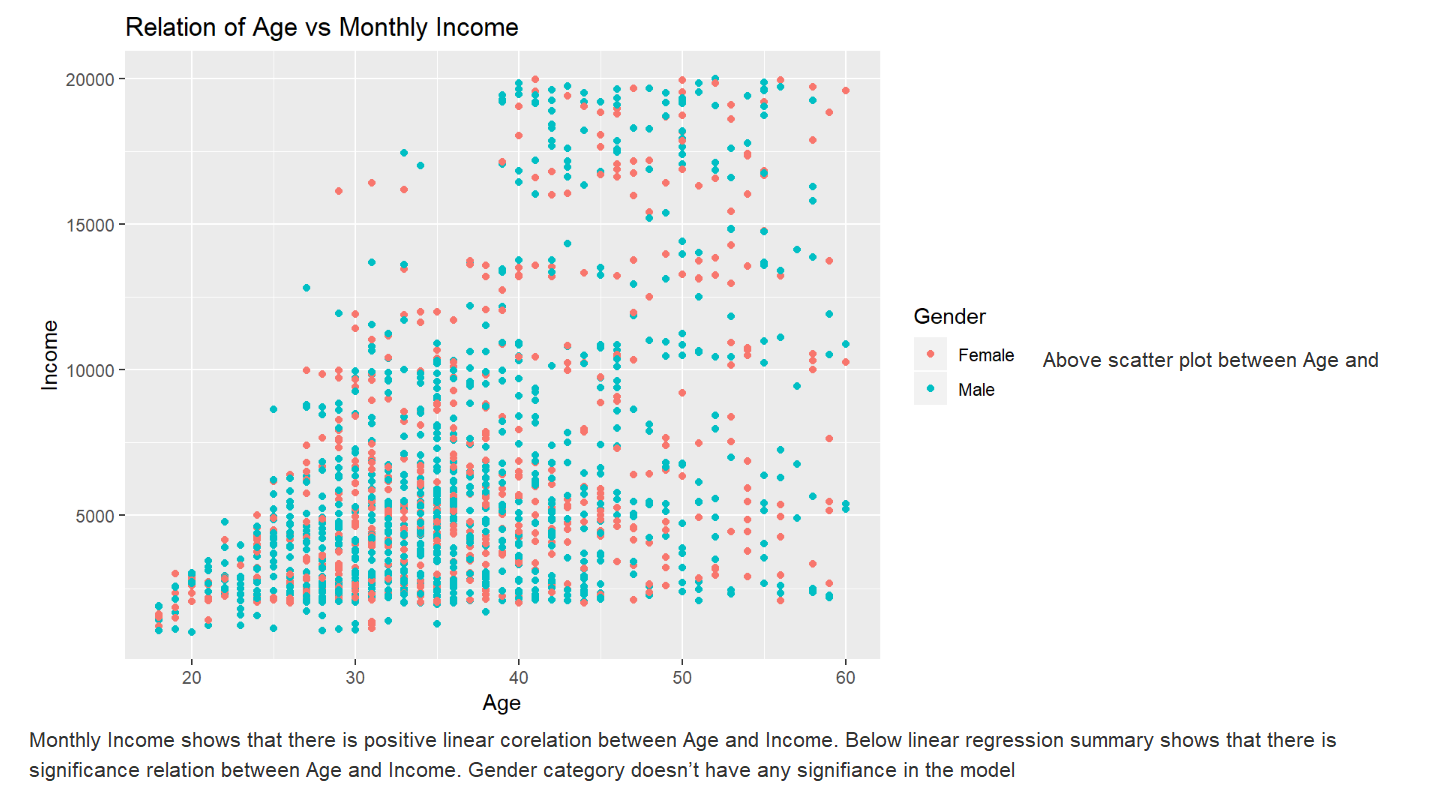 Relation of Age vs Monthly Income
20000
15000
10000
5000
Income
20
30
40
50
60
Age
Gender
Female
Male
Above scatter plot between Age and
Monthly Income shows that there is positive linear corelation between Age and Income. Below linear regression summary shows that there is
significance relation between Age and Income. Gender category doesn’t have any signifiance in the model